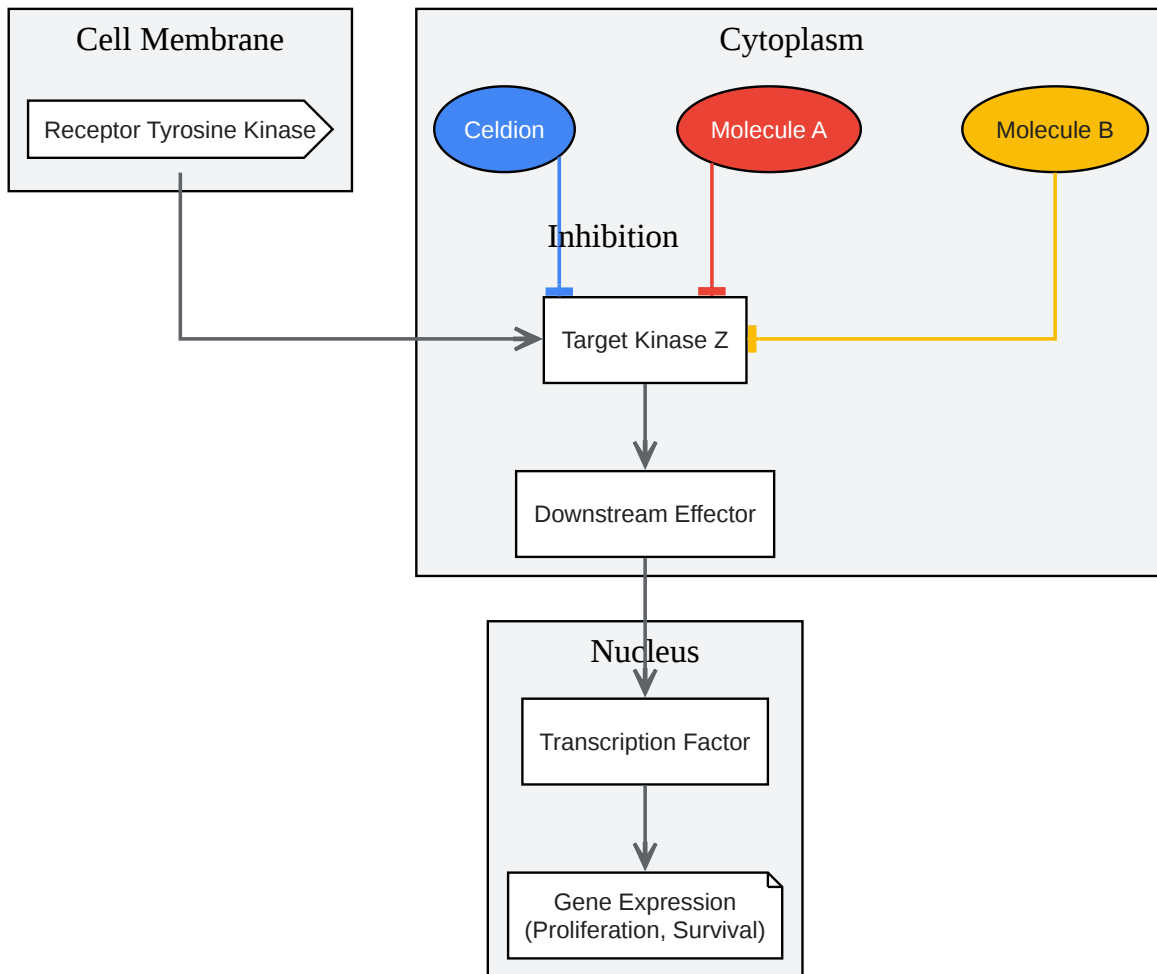 Cell Membrane
Cytoplasm
Receptor Tyrosine Kinase
Celdion
Molecule A
Molecule B
Inhibition
Target Kinase Z
Downstream Effector
Nucleus
Transcription Factor
Gene Expression
(Proliferation, Survival)